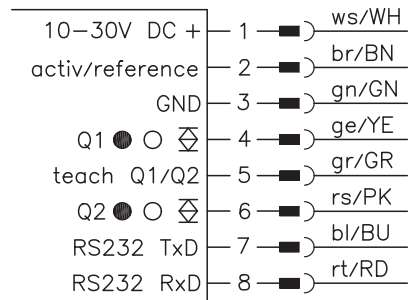 10-30V DC + 1 ws/WH
activ/reference 2 br/BN
GND 3 gn/GN
Q1 4 ge/YE
teach Q1/Q2 5 gr/GR
Q2 6 rs/PK
RS232 TxD 7 bl/BU
RS232 RxD 8 rt/RD